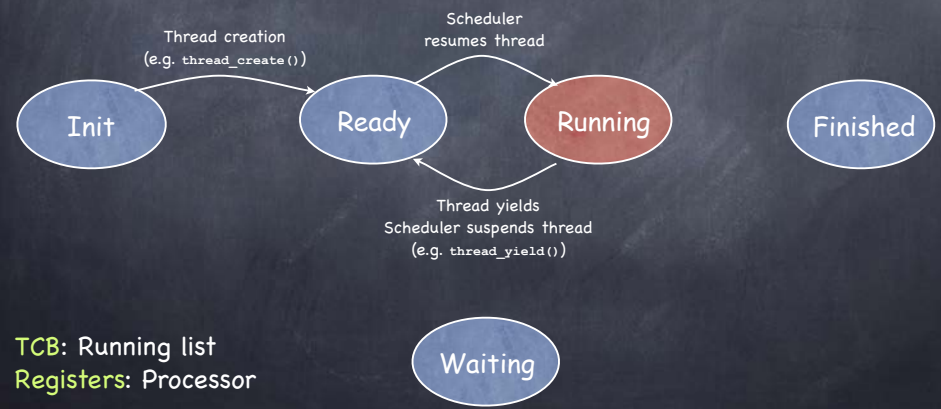 Thread creation
(e.g. thread_create())
Scheduler
resumes thread
Init
Ready
Running
Finished
Thread yields
Scheduler suspends thread
(e.g. thread_yield())
TCB: Running list
Registers: Processor
Waiting